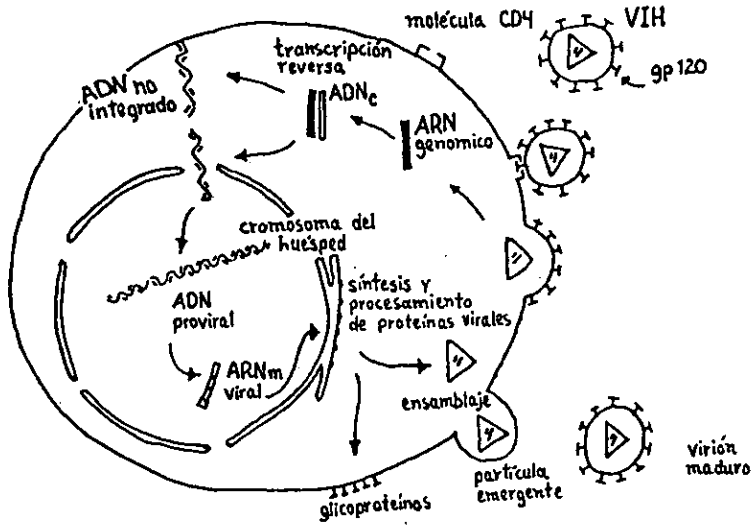 molécula CD4
VIH
gp 120
transcripción
reversa
ADN no
integrado
ADNc
ARN
genomico
cromosoma del
huésped
síntesis y
procesamiento
de proteínas virales
ADN
proviral
ARNm
viral
ensamblaje
partícula
emergente
virión
maduro
glicoproteínos